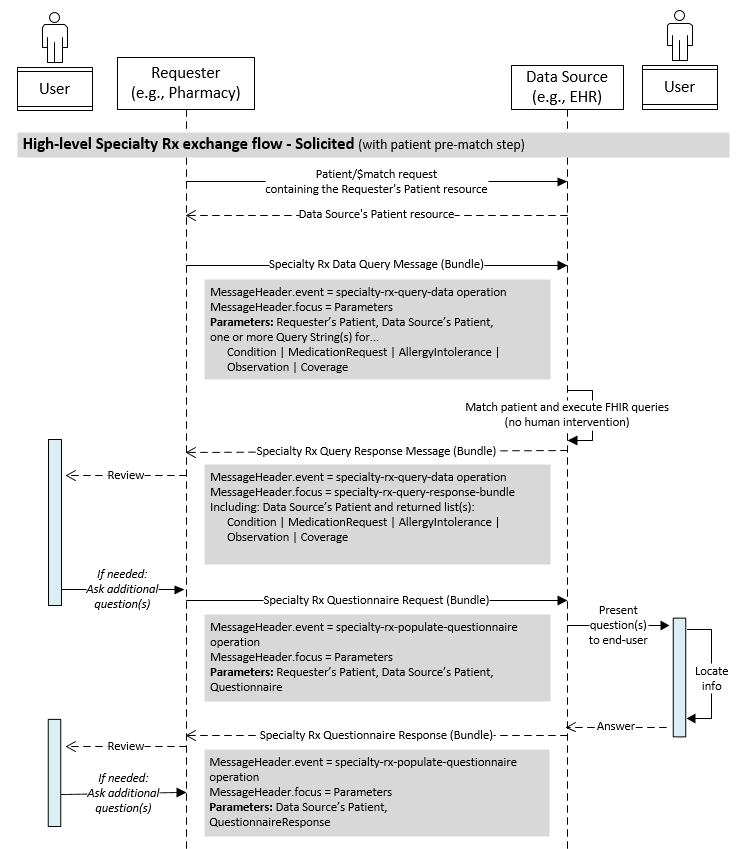 User
Requester
(e.g., Pharmacy)
Data Source
(e.g., EHR)
User
High-level Specialty Rx exchange flow - Solicited (with patient pre-match step)
Patient/$match request
containing the Requester's Patient resource
Data Source's Patient resource
Specialty Rx Data Query Message (Bundle)
MessageHeader.event = specialty-rx-query-data operation
MessageHeader.focus = Parameters
Parameters: Requester's Patient, Data Source's Patient,
one or more Query String(s) for...
Condition | MedicationRequest | AllergyIntolerance |
Observation | Coverage
Match patient and execute FHIR queries
(no human intervention)
Specialty Rx Query Response Message (Bundle)
Review
MessageHeader.event = specialty-rx-query-data operation
MessageHeader.focus = specialty-rx-query-response-bundle
Including: Data Source's Patient and returned list(s):
Condition | MedicationRequest | AllergyIntolerance |
Observation | Coverage
If needed:
Ask additional
question(s)
Specialty Rx Questionnaire Request (Bundle)
Present
question(s)
to end-user
MessageHeader.event = specialty-rx-populate-questionnaire
operation
MessageHeader.focus = Parameters
Parameters: Requester's Patient, Data Source's Patient,
Questionnaire
Locate
info
Answer
Specialty Rx Questionnaire Response (Bundle)
Review
MessageHeader.event = specialty-rx-populate-questionnaire
operation
MessageHeader.focus = Parameters
Parameters: Data Source's Patient,
QuestionnaireResponse
If needed:
Ask additional
question(s)